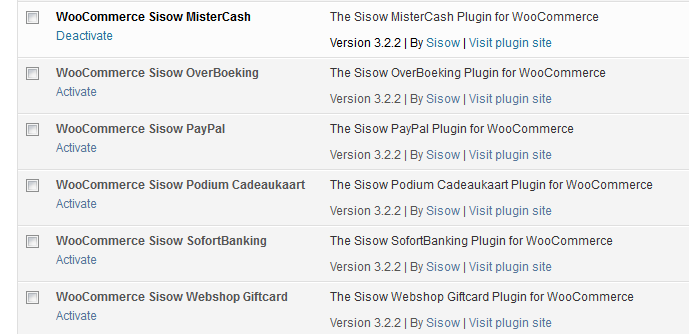 WooCommerce Sisow MisterCash The Sisow MisterCash Plugin for WooCommerce
Deactivate Version 3.2.2 | By Sisow | Visit plugin site
WooCommerce Sisow OverBoeking The Sisow OverBoeking Plugin for WooCommerce
Activate Version 3.2.2 | By Sisow | Visit plugin site
WooCommerce Sisow PayPal The Sisow PayPal Plugin for WooCommerce
Activate Version 3.2.2 | By Sisow | Visit plugin site
WooCommerce Sisow Podium Cadeaukaart The Sisow Podium Cadeaukaart Plugin for WooCommerce
Activate Version 3.2.2 | By Sisow | Visit plugin site
WooCommerce Sisow SofortBanking The Sisow SofortBanking Plugin for WooCommerce
Activate Version 3.2.2 | By Sisow | Visit plugin site
WooCommerce Sisow Webshop Giftcard The Sisow Webshop Giftcard Plugin for WooCommerce
Activate Version 3.2.2 | By Sisow | Visit plugin site